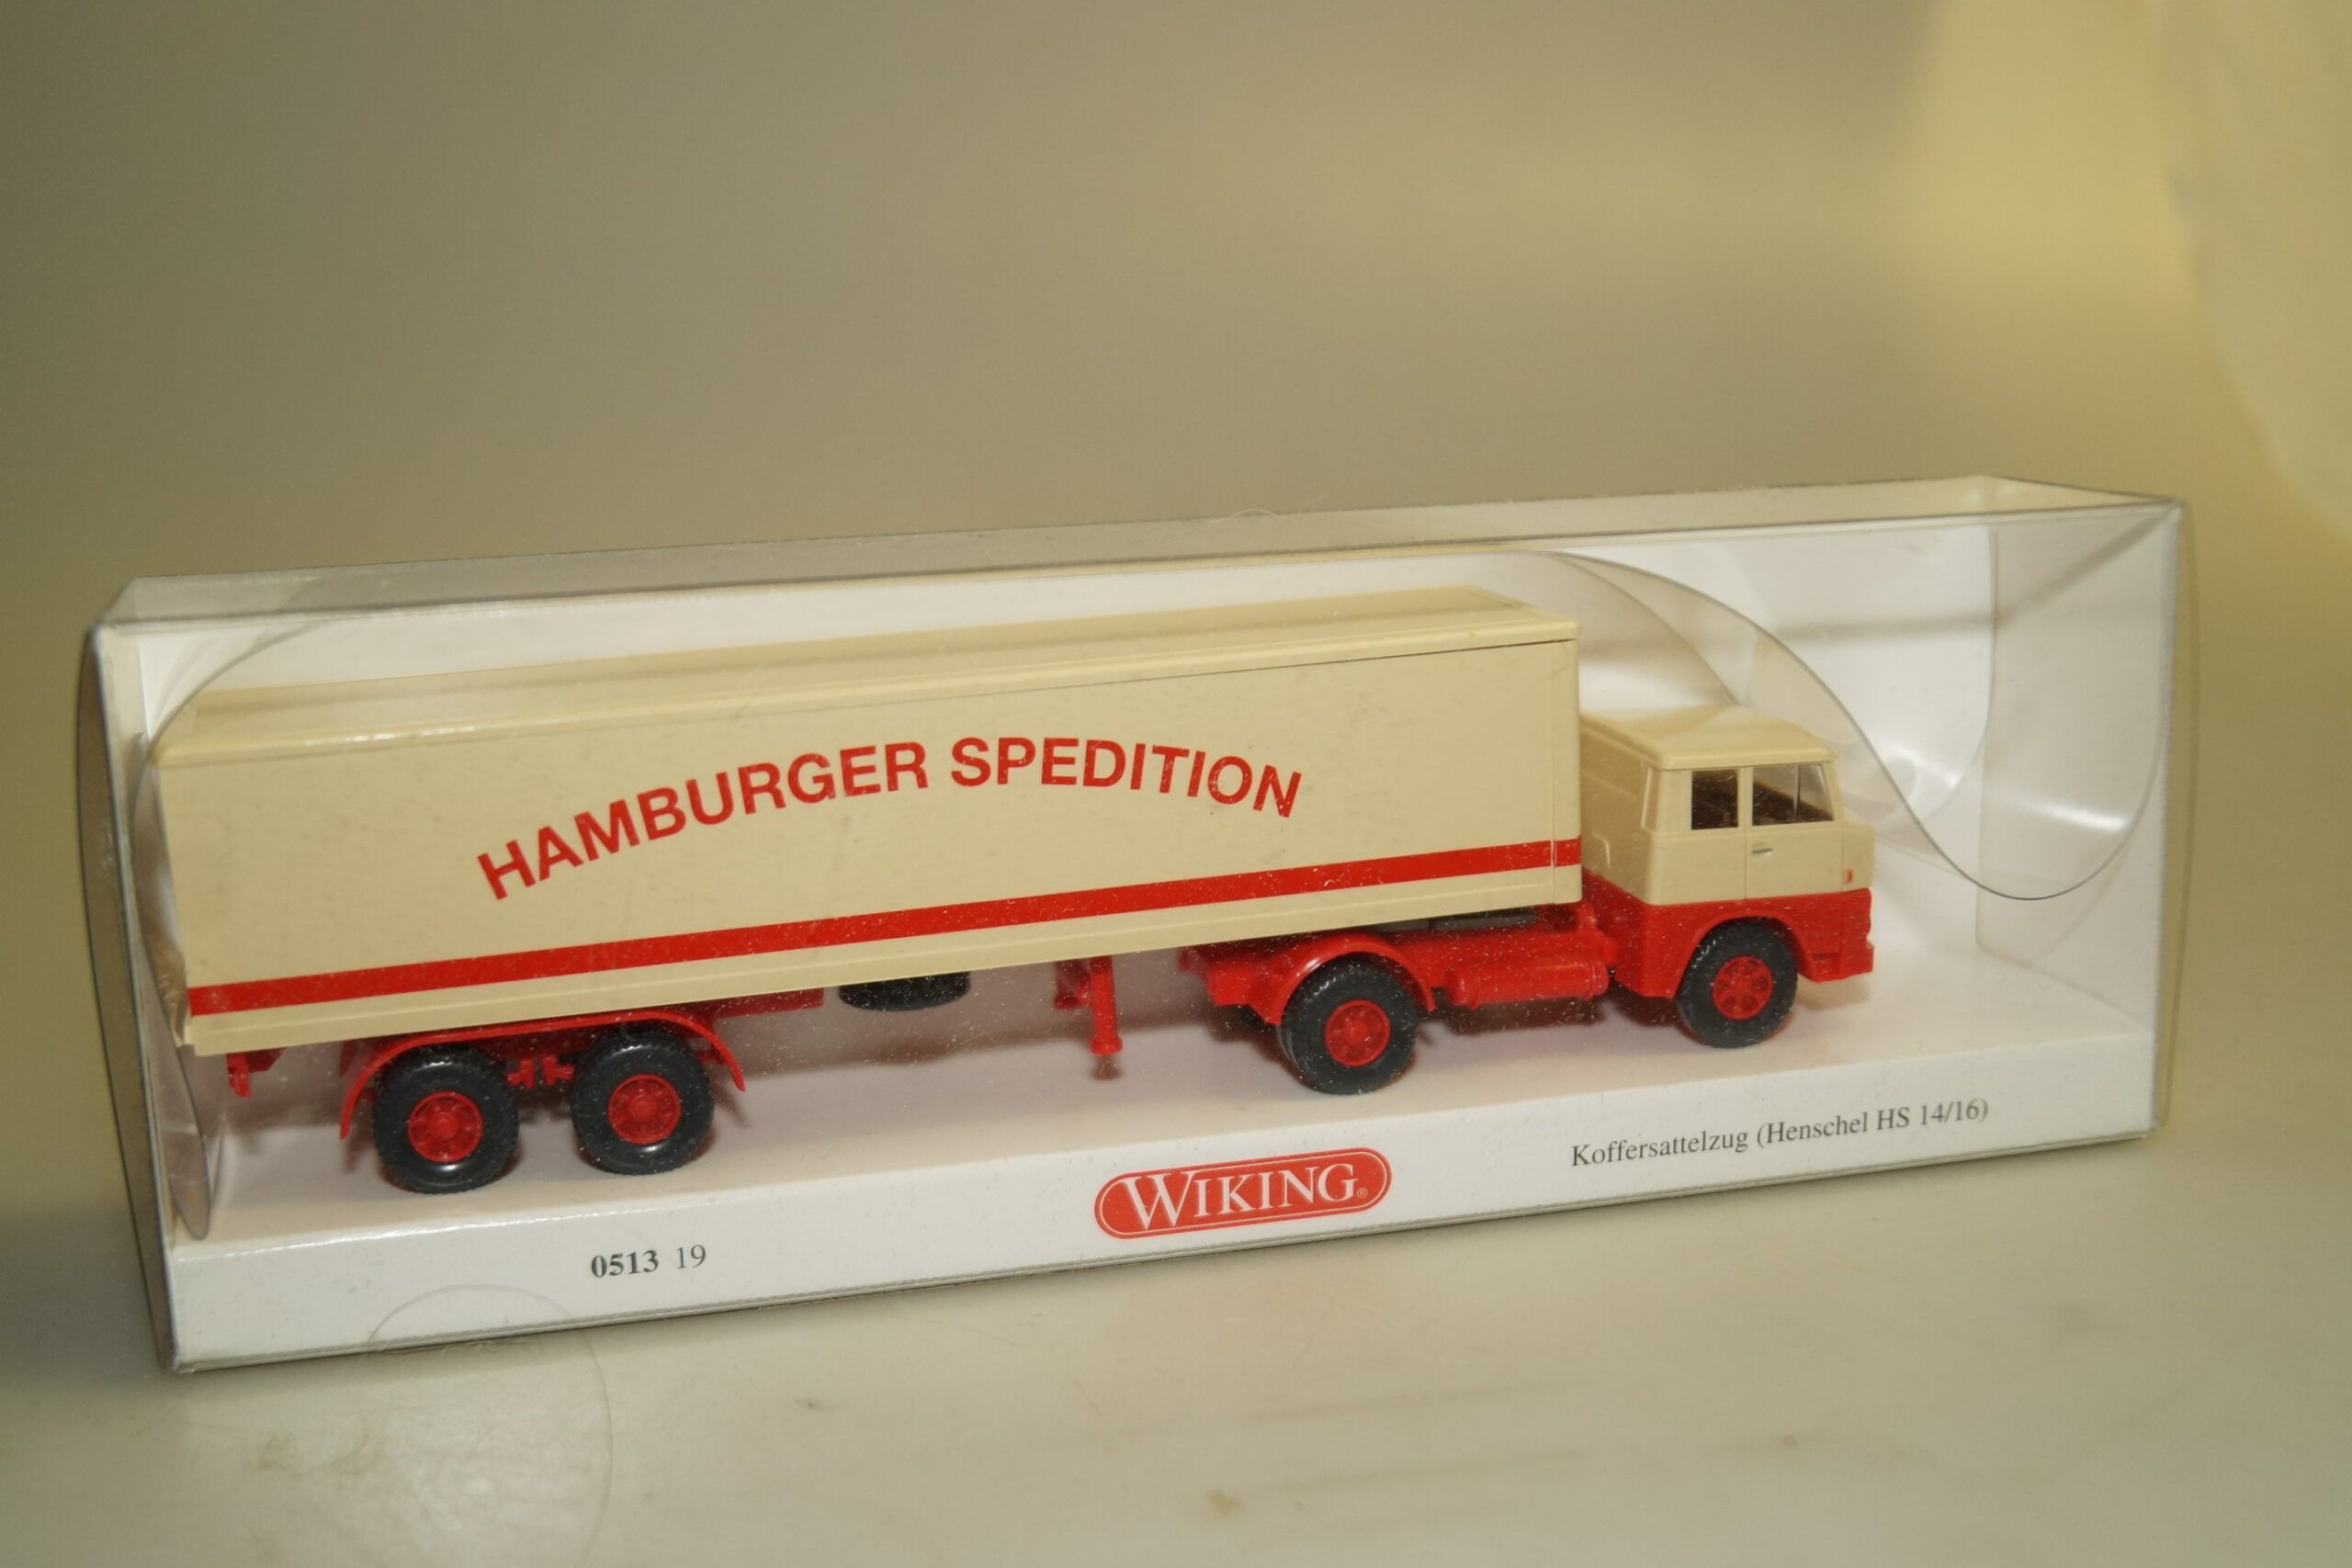 HAMBURGER SPEDITION
Koffersattelzug (Henschel HS 14/16)
WIKING®
0513 19